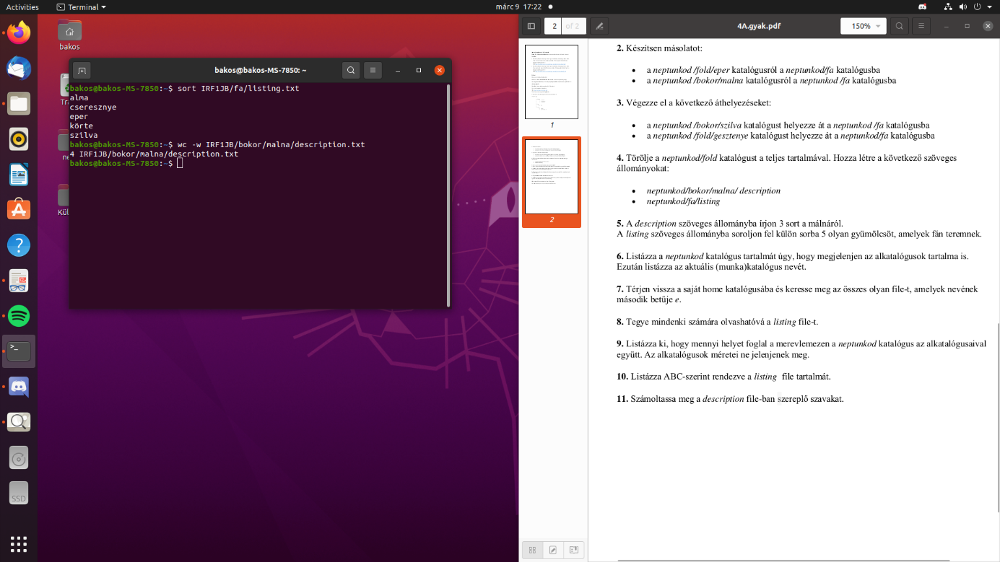 Activities
Terminal
márc 9 17:22
bakos
bakos@bakos-MS-7850: ~
bakos@bakos-MS-7850:~$ sort IRF1JB/fa/listing.txt
alma
cseresznye
eper
körte
szilva
bakos@bakos-MS-7850:~$ wc -w IRF1JB/bokor/malna/description.txt
4 IRF1JB/bokor/malna/description.txt
bakos@bakos-MS-7850:~$
SSD
2 of 2
4A.gyak.pdf
150%
1
2
2. Készítsen másolatot:
• a neptunkod /fold/eper katalógusról a neptunkod/fa katalógusba
• a neptunkod /bokor/malna katalógusról a neptunkod /fa katalógusba
3. Végezze el a következő áthelyezéseket:
• a neptunkod /bokor/szilva katalógust helyezze át a neptunkod /fa katalógusba
• a neptunkod /fold/gesztenye katalógust helyezze át a neptunkod/fa katalógusba
4. Törölje a neptunkod/fold katalógust a teljes tartalmával. Hozza létre a következő szöveges
állományokat:
• neptunkod/bokor/malna/ description
• neptunkod/fa/listing
5. A description szöveges állományba írjon 3 sort a málnáról.
A listing szöveges állományba soroljon fel külön sorba 5 olyan gyümölcsöt, amelyek fán teremnek.
6. Listázza a neptunkod katalógus tartalmát úgy, hogy megjelenjen az alkatalógusok tartalma is.
Ezután listázza az aktuális (munka)katalógus nevét.
7. Térjen vissza a saját home katalógusába és keresse meg az összes olyan file-t, amelyek nevének
második betűje e.
8. Tegye mindenki számára olvashatóvá a listing file-t.
9. Listázza ki, hogy mennyi helyet foglal a merevlemezen a neptunkod katalógus az alkatalógusaival
együtt. Az alkatalógusok méretei ne jelenjenek meg.
10. Listázza ABC-szerint rendezve a listing file tartalmát.
11. Számoltassa meg a description file-ban szereplő szavakat.